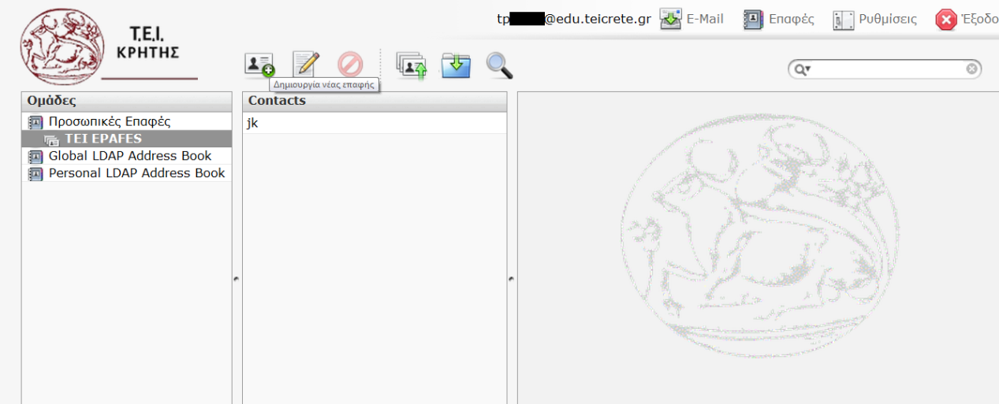 tp @edu.teicrete.gr E-Mail Επαφές Ρυθμίσεις Έξοδο
Τ.Ε.Ι.
ΚΡΗΤΗΣ
Δημιουργία νέας επαφής
Ομάδες
Προσωπικές Επαφές
TEI EPAFES
Global LDAP Address Book
Personal LDAP Address Book
Contacts
jk